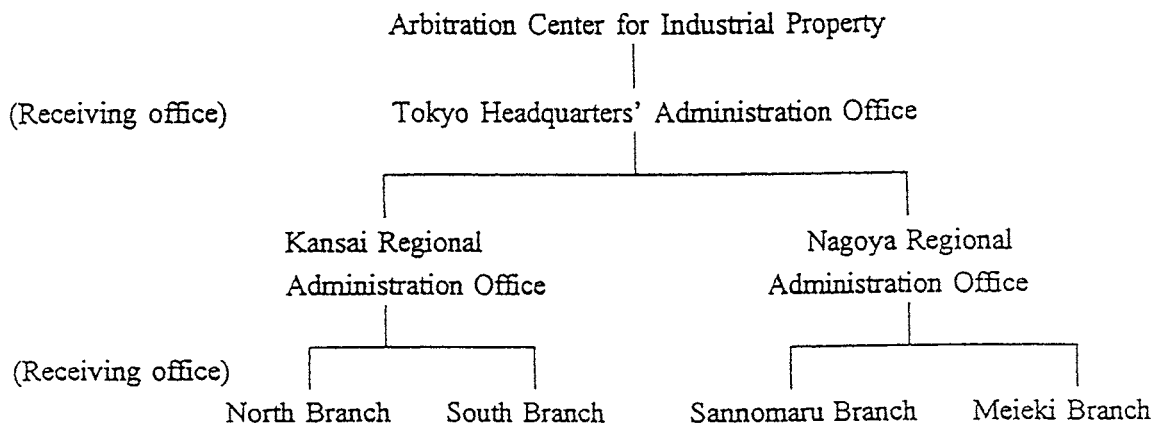 Arbitration Center for Industrial Property
(Receiving office) Tokyo Headquarters’ Administration Office
Kansai Regional
Administration Office
Nagoya Regional
Administration Office
(Receiving office)
North Branch South Branch Sannomaru Branch Meieki Branch